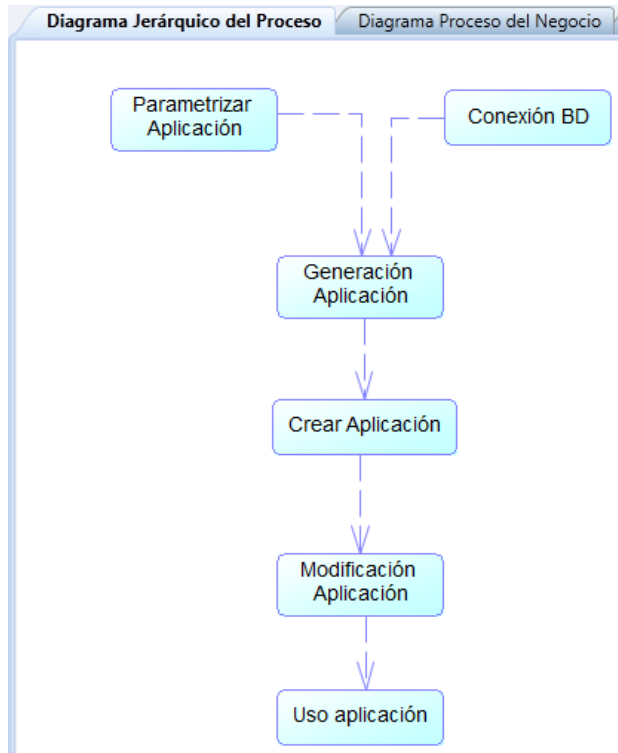 Diagrama Jerárquico del Proceso
Diagrama Proceso del Negocio
Parametrizar
Aplicación
Conexión BD
Generación
Aplicación
Crear Aplicación
Modificación
Aplicación
Uso aplicación